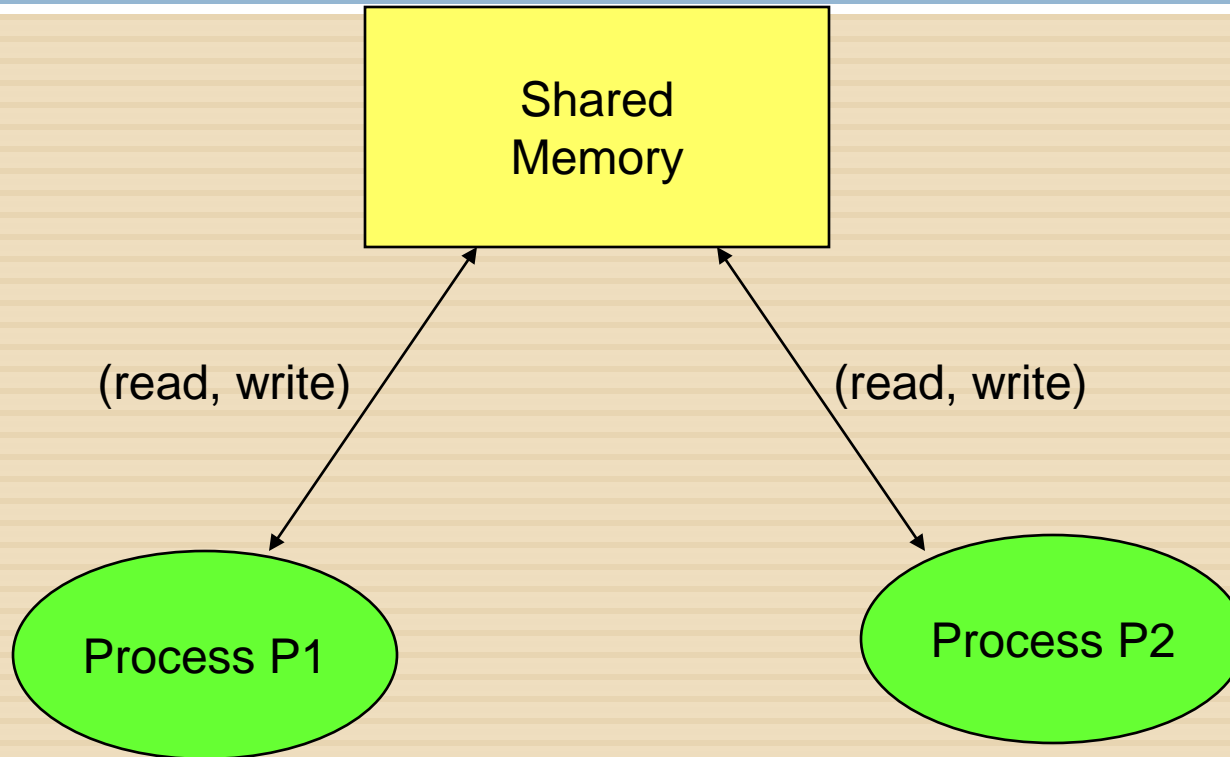 Shared
Memory
(read, write)
(read, write)
Process P1
Process P2